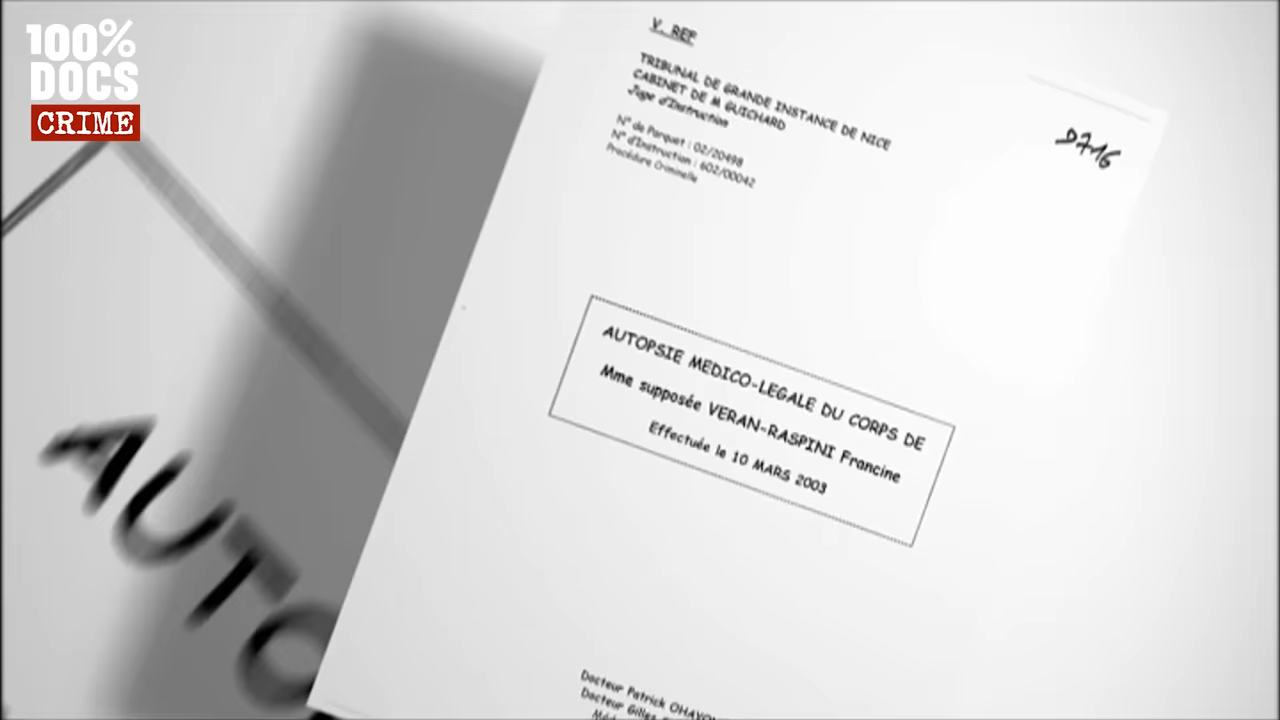 100%
DOCS
CRIME
V. REF
TRIBUNAL DE GRANDE INSTANCE DE NICE
CABINET DE M GUICHARD
Juge d'Instruction
N° de Parquet : 02/20498
N° d'Instruction : 602/00042
Procédure Criminelle
D716
AUTOPSIE MEDICO-LEGALE DU CORPS DE
Mme supposée VERAN-RASPINI Francine
Effectuée le 10 MARS 2003
Docteur Patrick
Docteur Gilles
AUTO